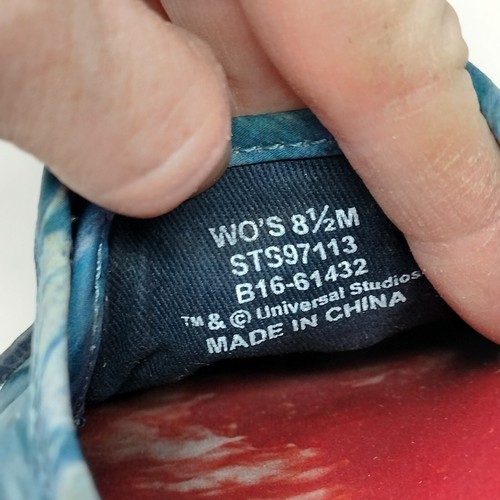 WO'S 8½M
STS97113
B16-61432
™ & © Universal Studios
MADE IN CHINA